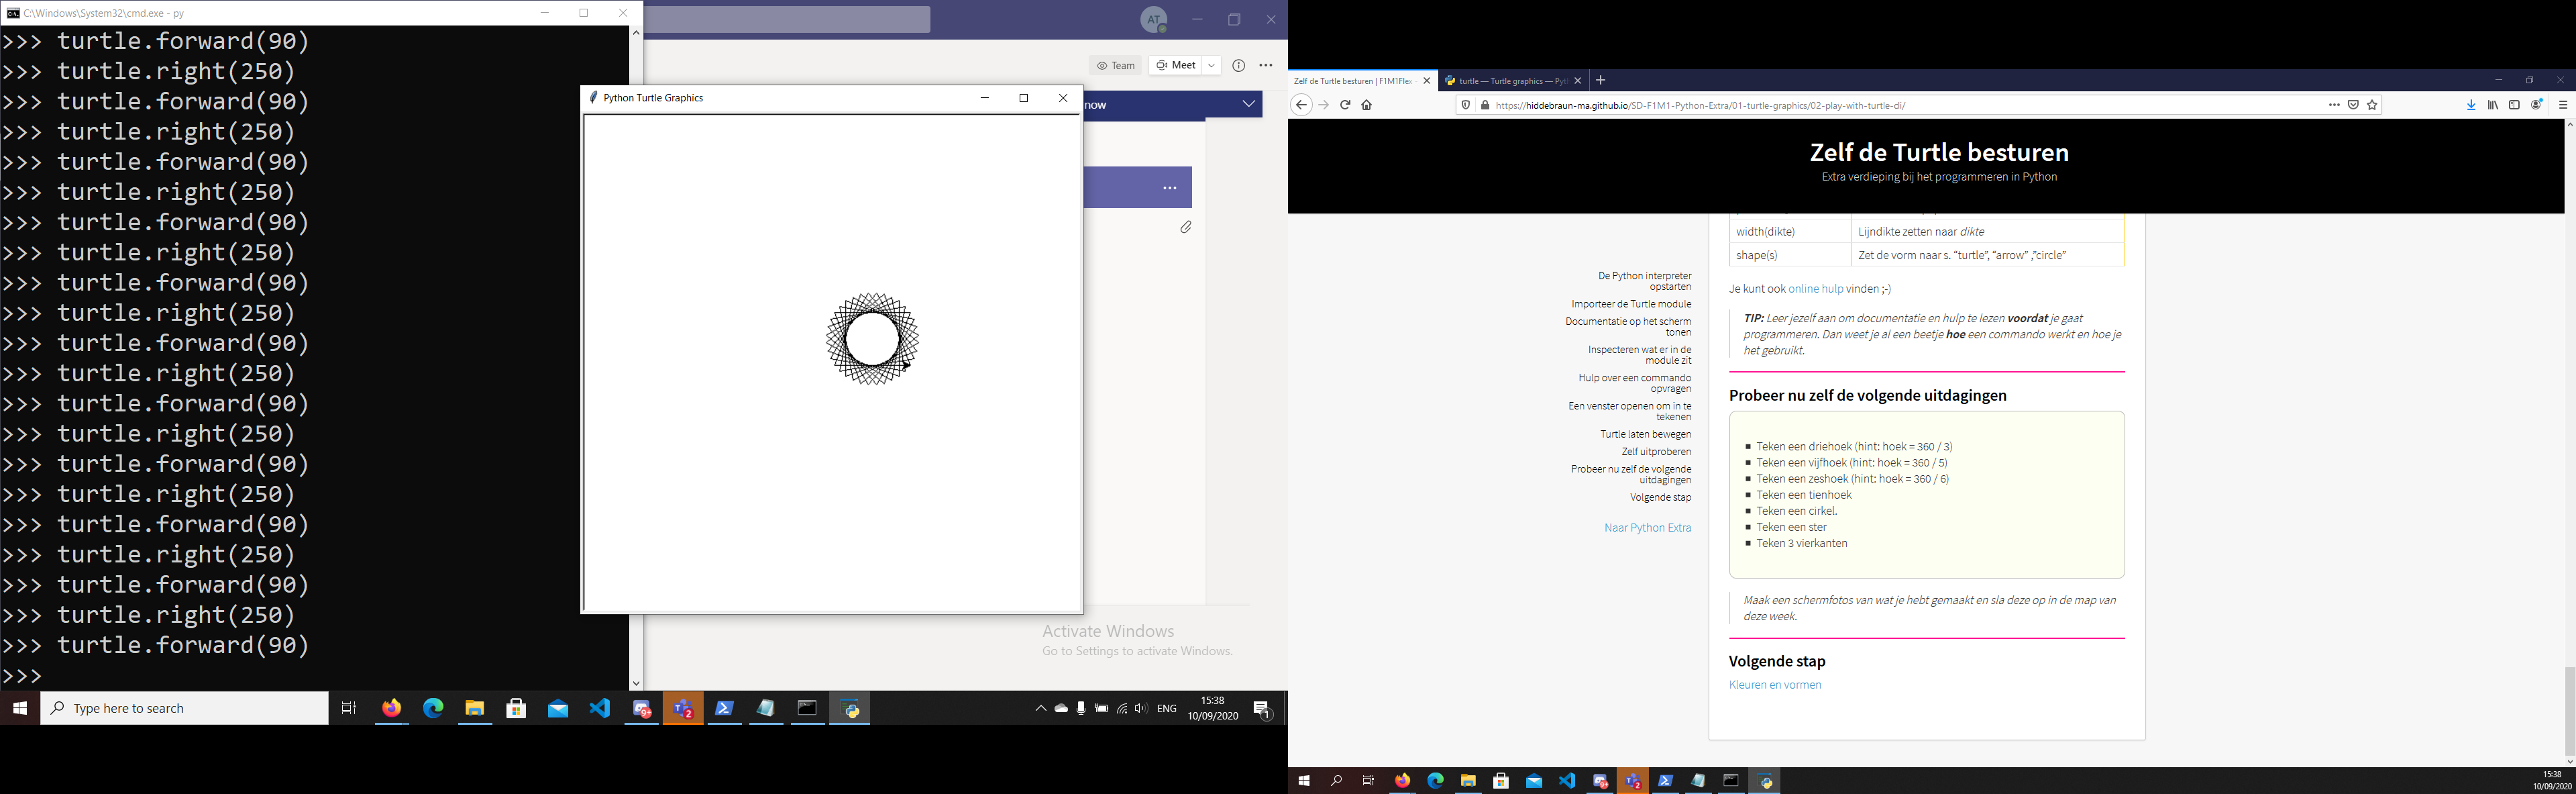 C:\Windows\System32\cmd.exe - py
>>> turtle.forward(90)
>>> turtle.right(250)
>>> turtle.forward(90)
>>> turtle.right(250)
>>> turtle.forward(90)
>>> turtle.right(250)
>>> turtle.forward(90)
>>> turtle.right(250)
>>> turtle.forward(90)
>>> turtle.right(250)
>>> turtle.forward(90)
>>> turtle.right(250)
>>> turtle.forward(90)
>>> turtle.right(250)
>>> turtle.forward(90)
>>> turtle.right(250)
>>> turtle.forward(90)
>>> turtle.right(250)
>>> turtle.forward(90)
>>> turtle.right(250)
>>> turtle.forward(90)
>>>
AT
Team
Meet
now
Python Turtle Graphics
Activate Windows
Go to Settings to activate Windows.
Type here to search
9+
2
ENG
15:38
10/09/2020
1
Zelf de Turtle besturen | F1M1Flex
turtle — Turtle graphics — Pyt
https://hiddebraun-ma.github.io/SD-F1M1-Python-Extra/01-turtle-graphics/02-play-with-turtle-cli/
Zelf de Turtle besturen
Extra verdieping bij het programmeren in Python
De Python interpreter
opstarten
Importeer de Turtle module
Documentatie op het scherm
tonen
Inspecteren wat er in de
module zit
Hulp over een commando
opvragen
Een venster openen om in te
tekenen
Turtle laten bewegen
Zelf uitproberen
Probeer nu zelf de volgende
uitdagingen
Volgende stap
Naar Python Extra
width(dikte) Lijndikte zetten naar dikte
shape(s) Zet de vorm naar s. “turtle”, “arrow” ,”circle”
Je kunt ook online hulp vinden ;-)
TIP: Leer jezelf aan om documentatie en hulp te lezen voordat je gaat
programmeren. Dan weet je al een beetje hoe een commando werkt en hoe je
het gebruikt.
Probeer nu zelf de volgende uitdagingen
Teken een driehoek (hint: hoek = 360 / 3)
Teken een vijfhoek (hint: hoek = 360 / 5)
Teken een zeshoek (hint: hoek = 360 / 6)
Teken een tienhoek
Teken een cirkel.
Teken een ster
Teken 3 vierkanten
Maak een schermfotos van wat je hebt gemaakt en sla deze op in de map van
deze week.
Volgende stap
Kleuren en vormen
9+
2
15:38
10/09/2020